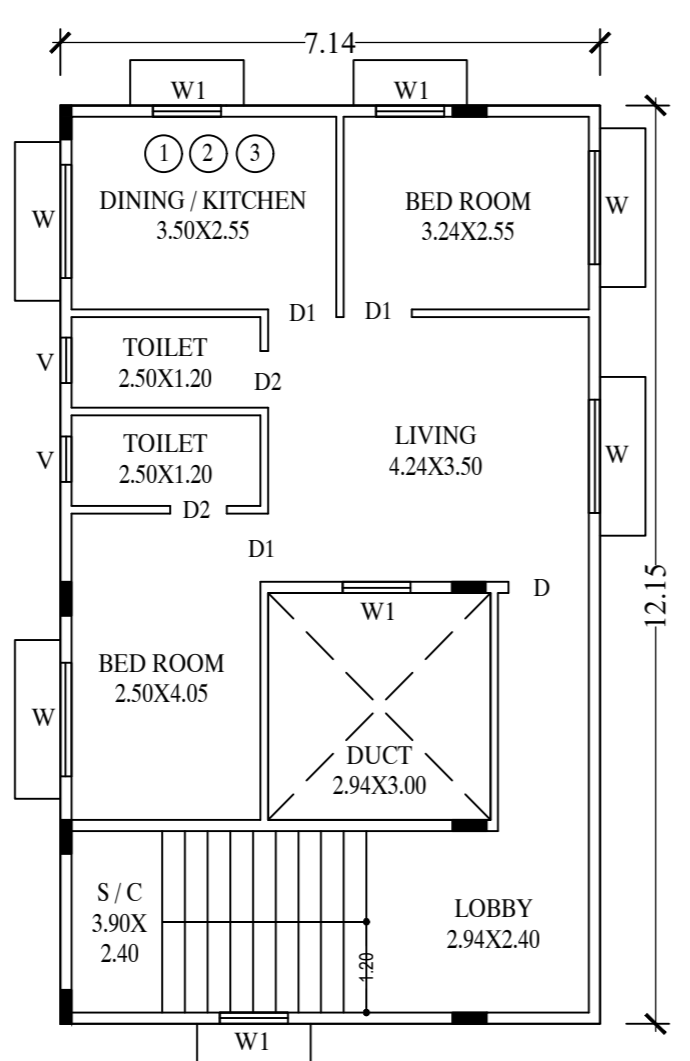 7.14
W1 W1
1 2 3
DINING / KITCHEN
3.50X2.55
BED ROOM
3.24X2.55
W
W
D1 D1
V
TOILET
2.50X1.20
D2
V
TOILET
2.50X1.20
D2
LIVING
4.24X3.50
W
D1
D
W1
12.15
BED ROOM
2.50X4.05
W
DUCT
2.94X3.00
S / C
3.90X
2.40
1.20
LOBBY
2.94X2.40
W1